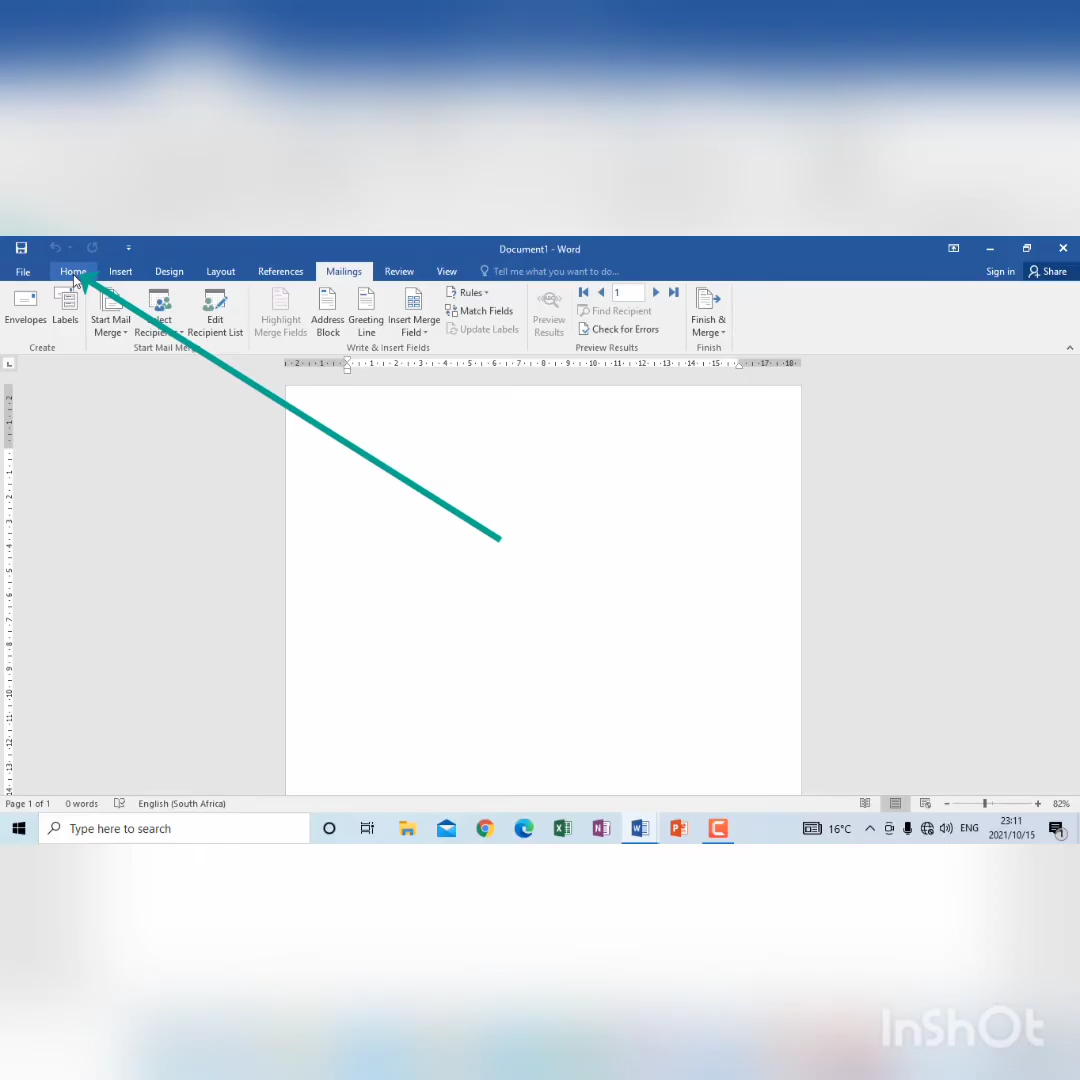 Document1 - Word
File Home Insert Design Layout References Mailings Review View Tell me what you want to do... Sign in Share
Envelopes Labels Start Mail Merge Recipient List Edit Highlight Merge Fields Address Block Greeting Line Insert Merge Field Rules Match Fields Update Labels Preview Results 1 Find Recipient Check for Errors Finish & Merge
Create Start Mail Write & Insert Fields Preview Results Finish
Page 1 of 1 0 words English (South Africa) 82%
Type here to search 16°C ENG 23:11
2021/10/15
InShOt